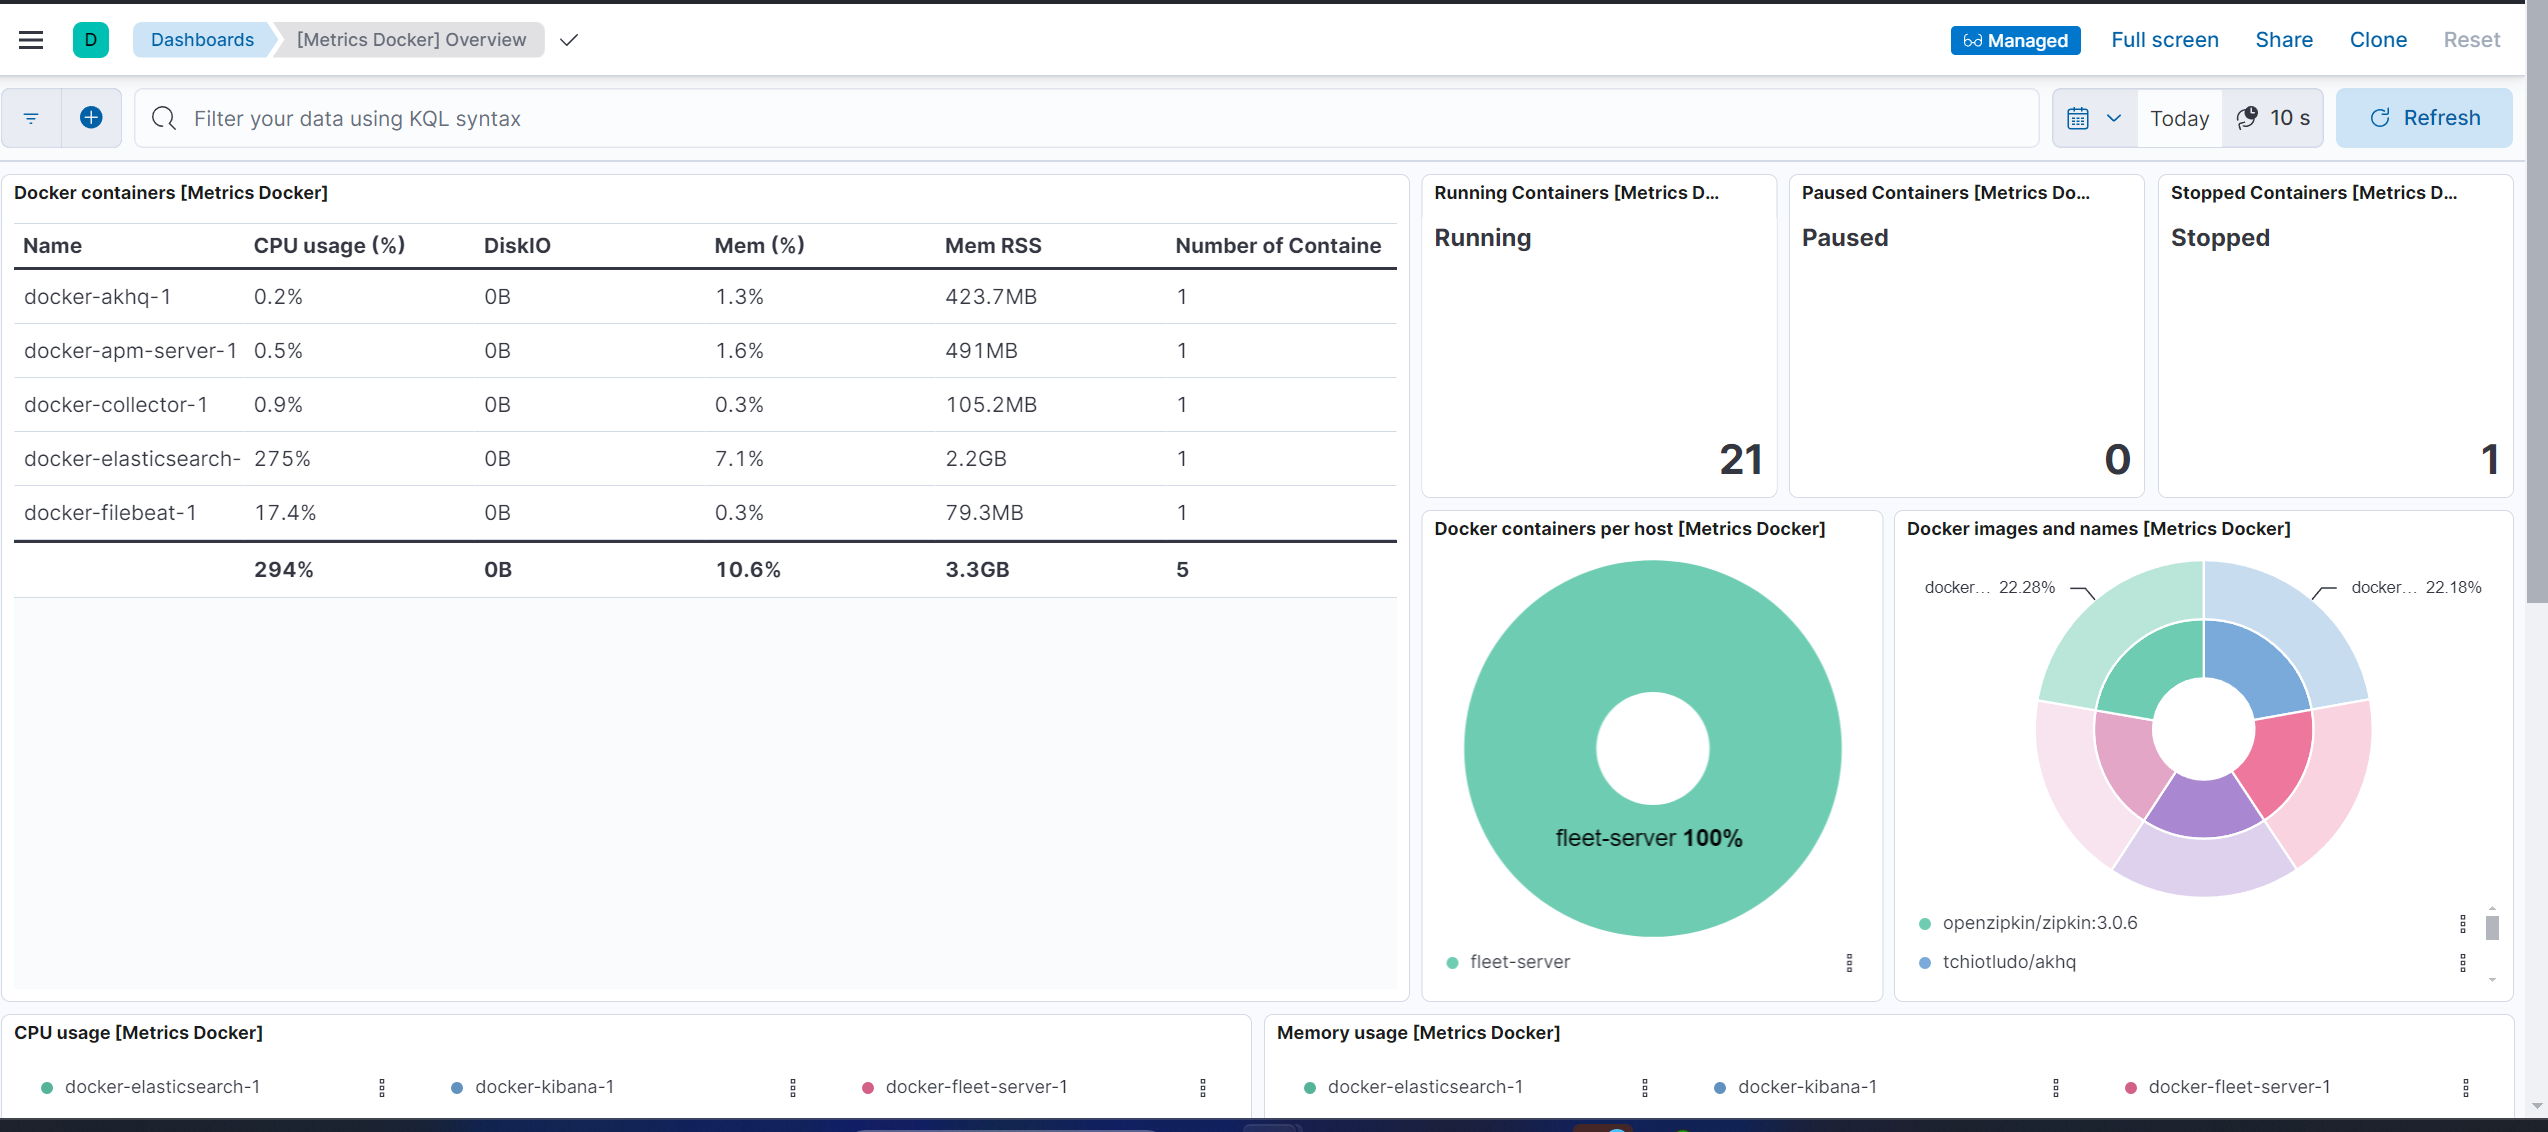 D Dashboards [Metrics Docker] Overview Managed Full screen Share Clone Reset
Filter your data using KQL syntax Today 10 s Refresh
Docker containers [Metrics Docker]
Name CPU usage (%) DiskIO Mem (%) Mem RSS Number of Containe
docker-akhq-1 0.2% 0B 1.3% 423.7MB 1
docker-apm-server-1 0.5% 0B 1.6% 491MB 1
docker-collector-1 0.9% 0B 0.3% 105.2MB 1
docker-elasticsearch- 275% 0B 7.1% 2.2GB 1
docker-filebeat-1 17.4% 0B 0.3% 79.3MB 1
294% 0B 10.6% 3.3GB 5
Running Containers [Metrics D...
Running
21
Paused Containers [Metrics Do...
Paused
0
Stopped Containers [Metrics D...
Stopped
1
Docker containers per host [Metrics Docker]
fleet-server 100%
fleet-server
Docker images and names [Metrics Docker]
docker... 22.28% docker... 22.18%
openzipkin/zipkin:3.0.6
tchiotludo/akhq
CPU usage [Metrics Docker]
docker-elasticsearch-1 docker-kibana-1 docker-fleet-server-1
Memory usage [Metrics Docker]
docker-elasticsearch-1 docker-kibana-1 docker-fleet-server-1